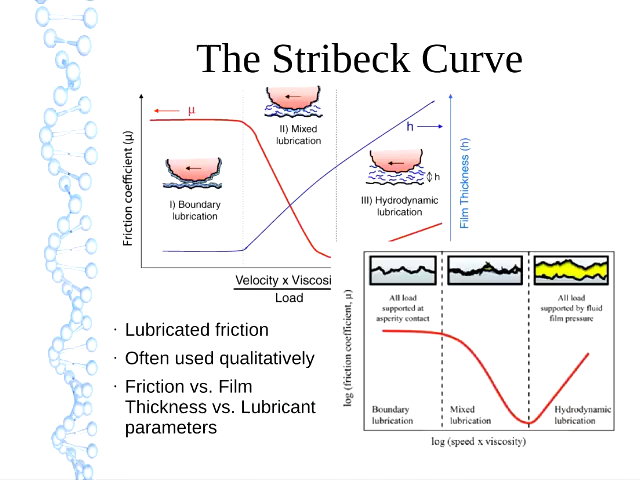 The Stribeck Curve
μ
II) Mixed
lubrication
h
h
I) Boundary
lubrication
III) Hydrodynamic
lubrication
Friction coefficient (μ)
Film Thickness (h)
Velocity x Viscosi
Load
· Lubricated friction
· Often used qualitatively
· Friction vs. Film
Thickness vs. Lubricant
parameters
All load
supported at
asperity contact
All load
supported by fluid
film pressure
log (friction coefficient, μ)
Boundary
lubrication
Mixed
lubrication
Hydrodynamic
lubrication
log (speed x viscosity)